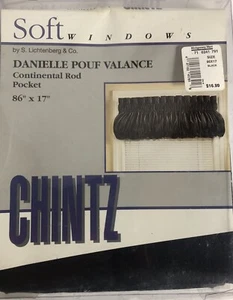 Soft WINDOWS
by S. Lichtenberg & Co.
DANIELLE POUF VALANCE
Continental Rod
Pocket
86" x 17"
$16.99
CHINTZ